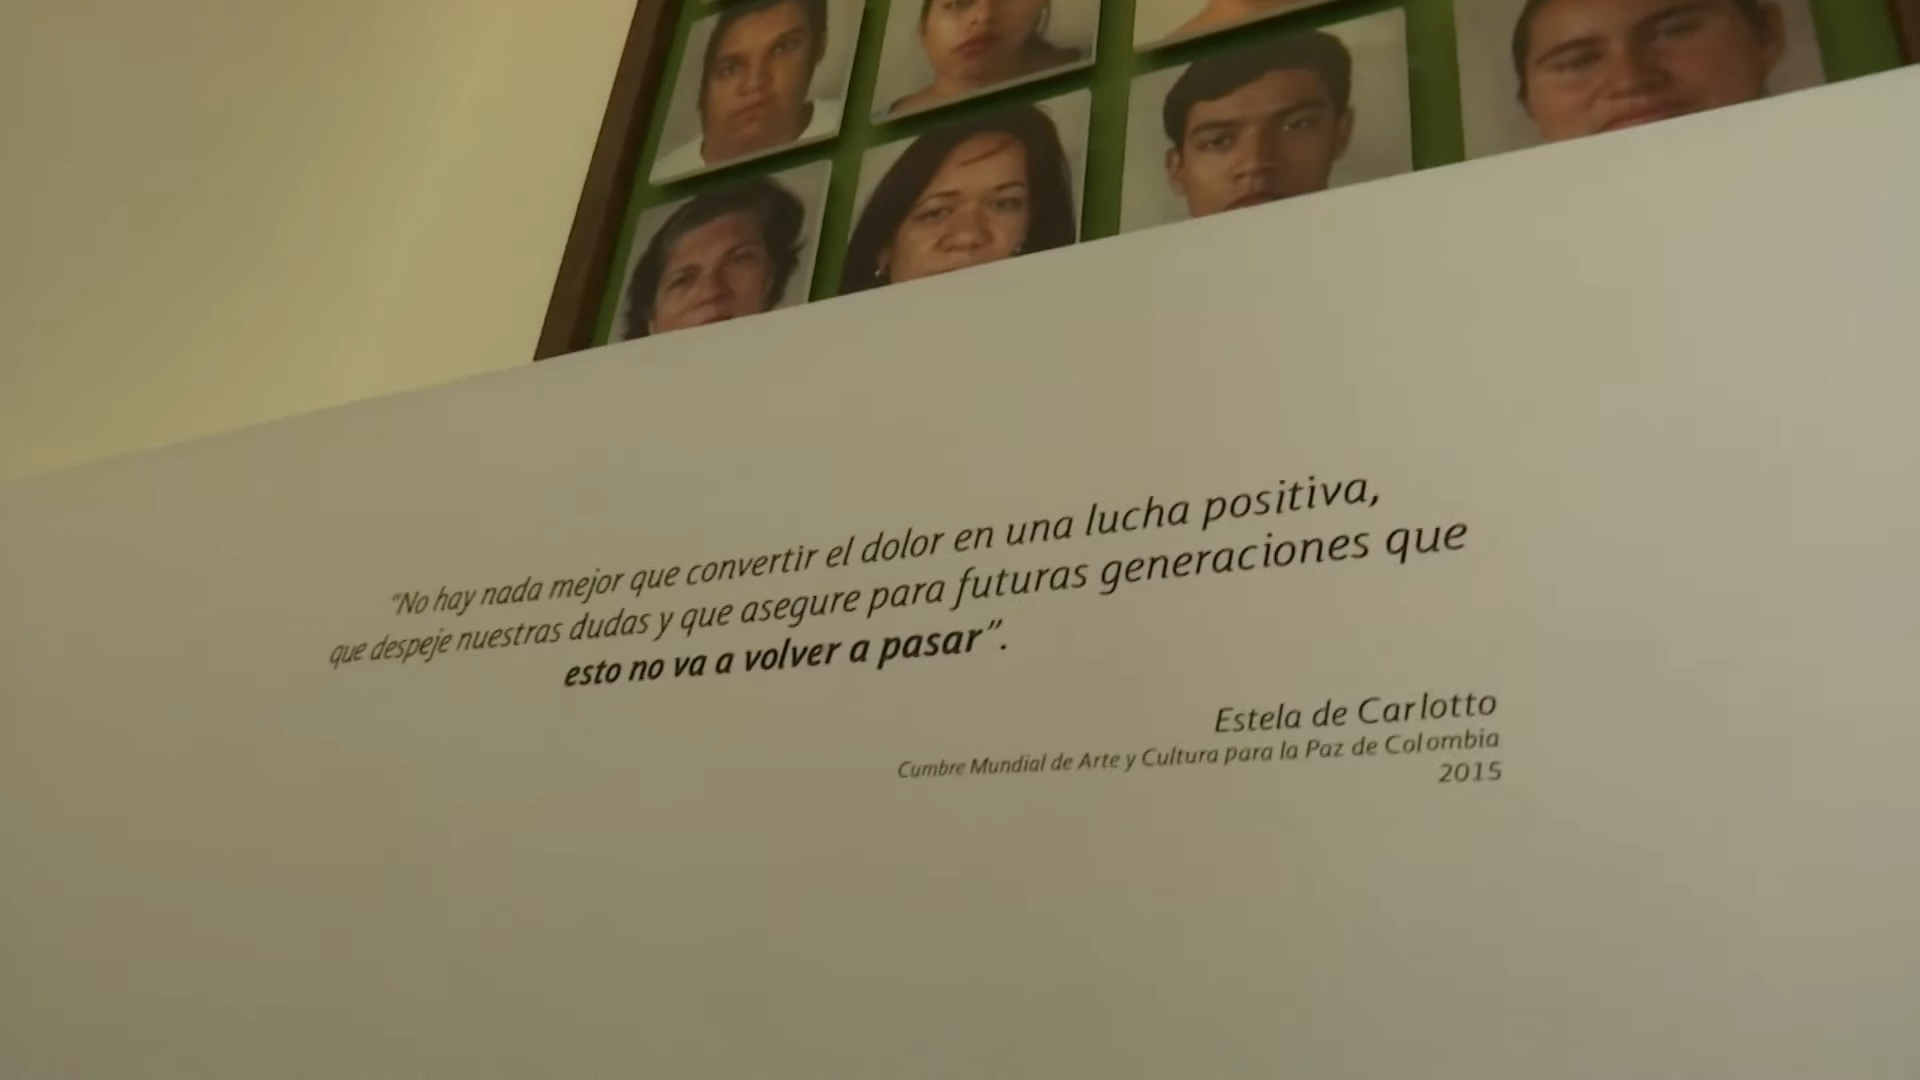 “No hay nada mejor que convertir el dolor en una lucha positiva,
que despeje nuestras dudas y que asegure para futuras generaciones que
esto no va a volver a pasar”.
Estela de Carlotto
Cumbre Mundial de Arte y Cultura para la Paz de Colombia
2015